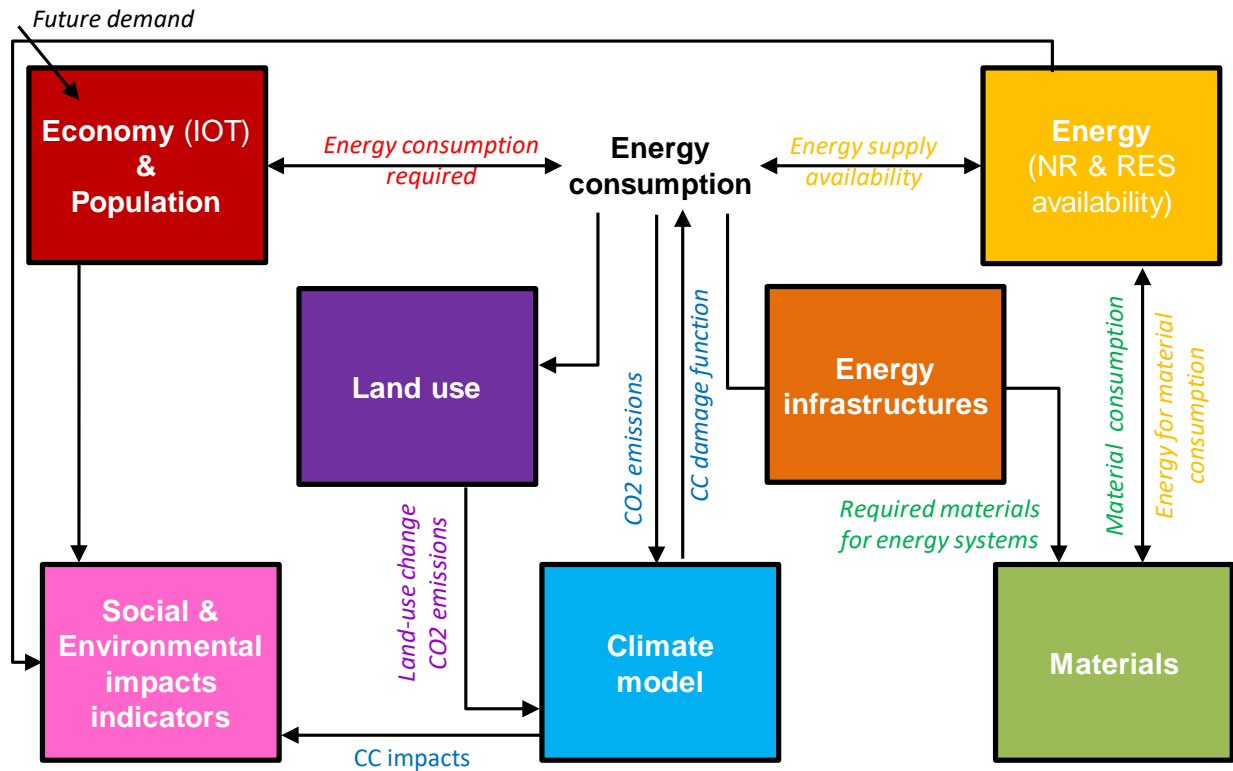 Future demand
Economy (IOT)
&
Population
Energy consumption
required
Energy
consumption
Energy supply
availability
Energy
(NR & RES
availability)
Land use
CO2 emissions
CC damage function
Energy
infrastructures
Material consumption
Energy for material
consumption
Required materials
for energy systems
Land-use change
CO2 emissions
Social &
Environmental
impacts
indicators
CC impacts
Climate
model
Materials